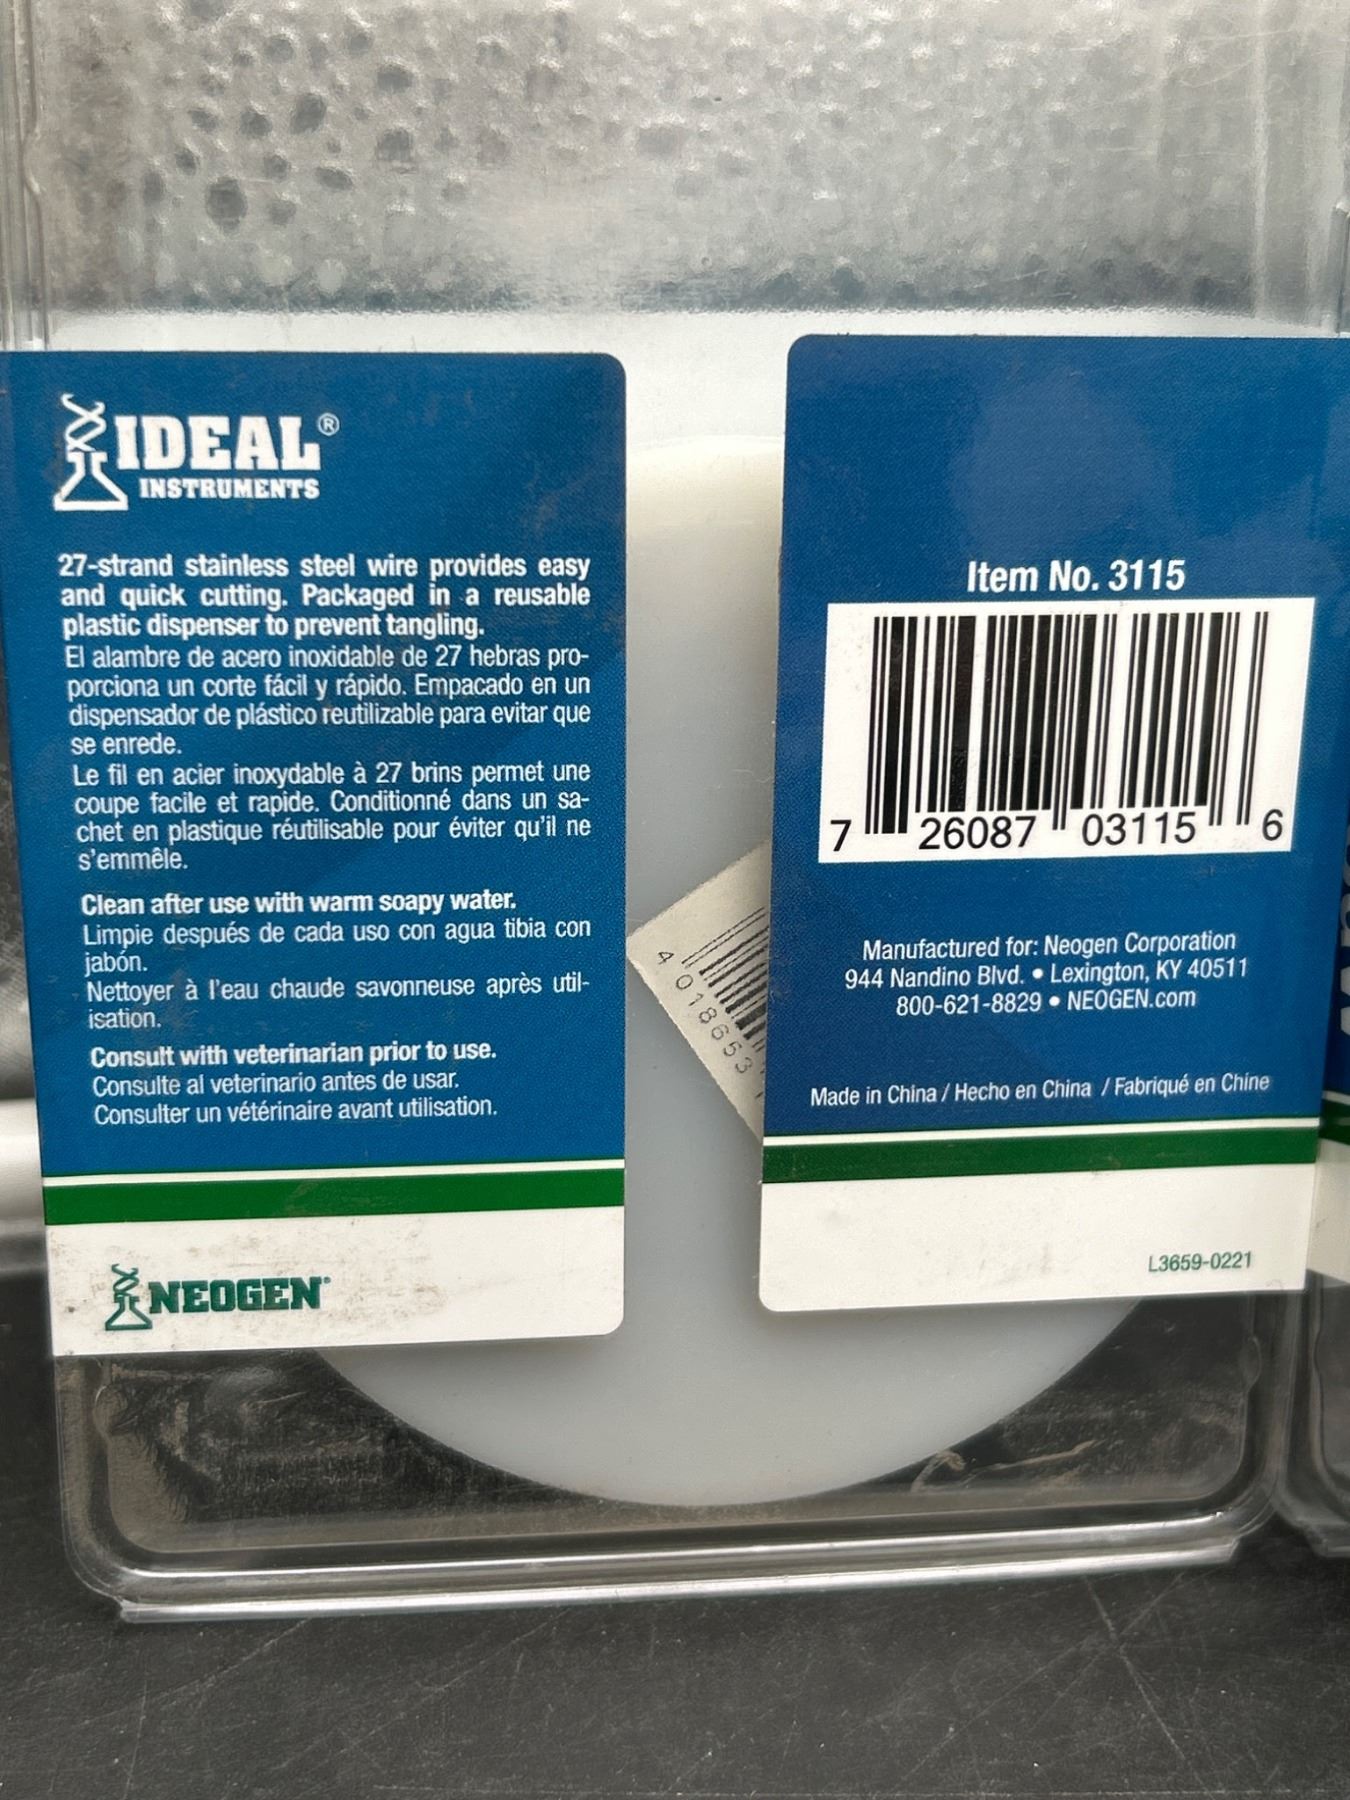 IDEAL®
INSTRUMENTS
27-strand stainless steel wire provides easy
and quick cutting. Packaged in a reusable
plastic dispenser to prevent tangling.
El alambre de acero inoxidable de 27 hebras pro-
porciona un corte fácil y rápido. Empacado en un
dispensador de plástico reutilizable para evitar que
se enrede.
Le fil en acier inoxydable à 27 brins permet une
coupe facile et rapide. Conditionné dans un sa-
chet en plastique réutilisable pour éviter qu'il ne
s'emmêle.
Clean after use with warm soapy water.
Limpie después de cada uso con agua tibia con
jabón.
Nettoyer à l'eau chaude savonneuse après util-
isation.
Consult with veterinarian prior to use.
Consulte al veterinario antes de usar.
Consulter un vétérinaire avant utilisation.
NEOGEN®
4 018653
Item No. 3115
7 26087 03115 6
Manufactured for: Neogen Corporation
944 Nandino Blvd. • Lexington, KY 40511
800-621-8829 • NEOGEN.com
Made in China / Hecho en China / Fabriqué en Chine
L3659-0221